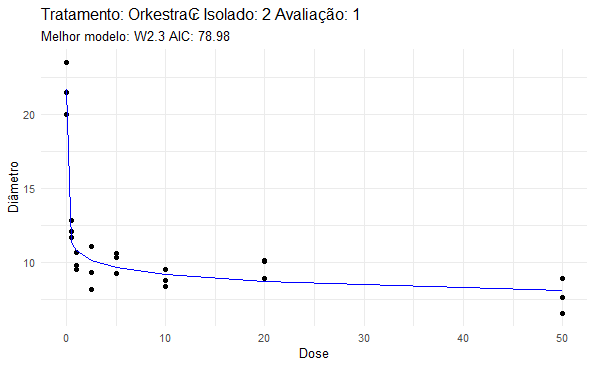 Tratamento: Orkestra₢ Isolado: 2 Avaliação: 1
Melhor modelo: W2.3 AIC: 78.98
20
15
10
Diâmetro
0 10 20 30 40 50
Dose